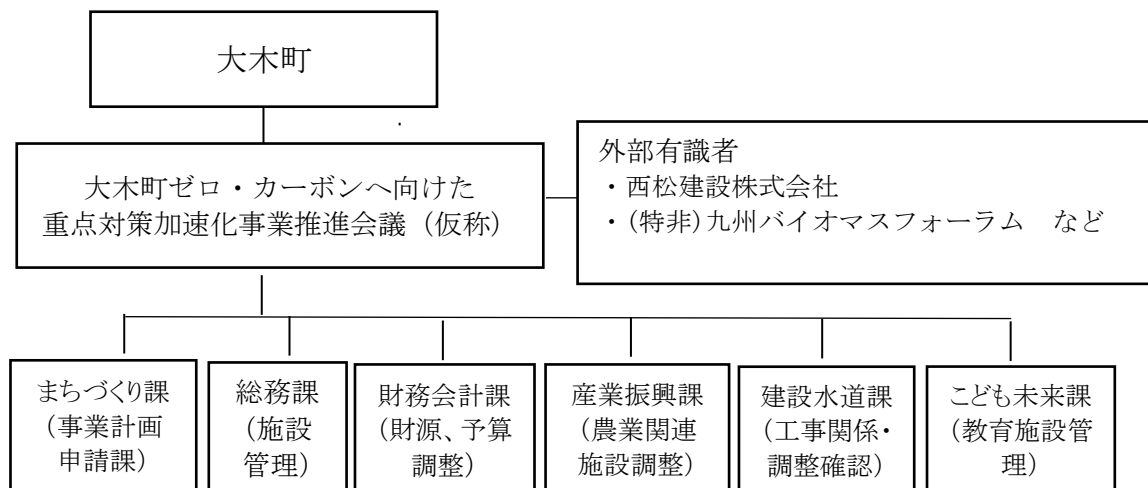 大木町
大木町ゼロ・カーボンへ向けた
重点対策加速化事業推進会議（仮称）
外部有識者
・西松建設株式会社
・(特非)九州バイオマスフォーラム　など
まちづくり課
（事業計画
申請課）
総務課
（施設
管理）
財務会計課
（財源、予算
調整）
産業振興課
（農業関連
施設調整）
建設水道課
（工事関係・
調整確認）
こども未来課
（教育施設管
理）